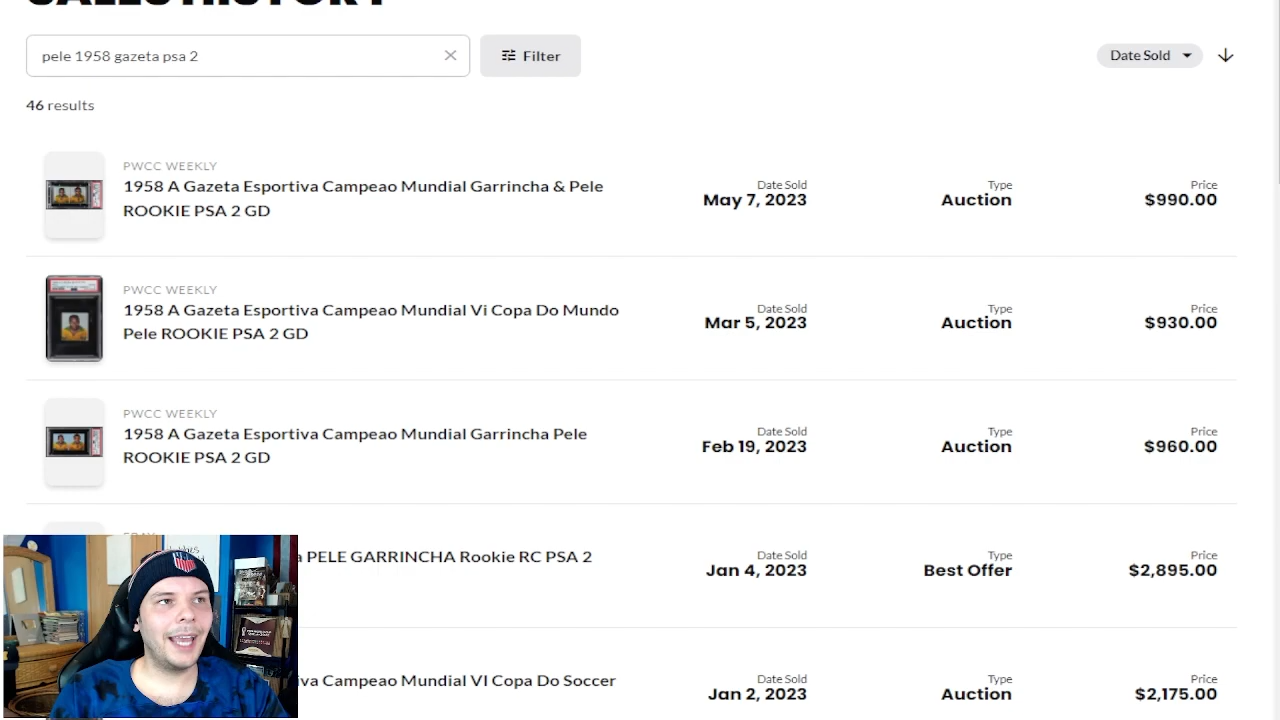 pele 1958 gazeta psa 2
Filter
Date Sold
46 results
PWCC WEEKLY
1958 A Gazeta Esportiva Campeao Mundial Garrincha & Pele
ROOKIE PSA 2 GD
Date Sold
May 7, 2023
Type
Auction
Price
$990.00
PWCC WEEKLY
1958 A Gazeta Esportiva Campeao Mundial Vi Copa Do Mundo
Pele ROOKIE PSA 2 GD
Date Sold
Mar 5, 2023
Type
Auction
Price
$930.00
PWCC WEEKLY
1958 A Gazeta Esportiva Campeao Mundial Garrincha Pele
ROOKIE PSA 2 GD
Date Sold
Feb 19, 2023
Type
Auction
Price
$960.00
a PELE GARRINCHA Rookie RC PSA 2
Date Sold
Jan 4, 2023
Type
Best Offer
Price
$2,895.00
iva Campeao Mundial VI Copa Do Soccer
Date Sold
Jan 2, 2023
Type
Auction
Price
$2,175.00